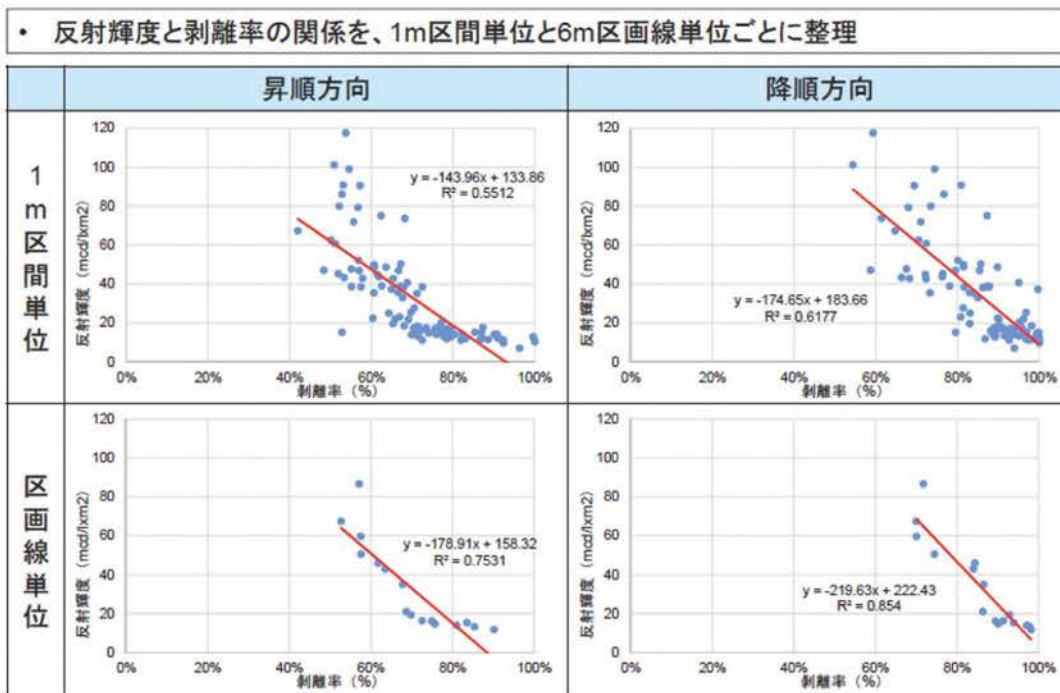 • 反射輝度と剥離率の関係を、1m区間単位と6m区画線単位ごとに整理
昇順方向
降順方向
1m区間単位
反射輝度 (mcd/lxm2)
120
100
80
60
40
20
0
y = -143.96x + 133.86
R² = 0.5512
0% 20% 40% 60% 80% 100%
剥離率 (%)
反射輝度 (mcd/lxm2)
120
100
80
60
40
20
0
y = -174.65x + 183.66
R² = 0.6177
0% 20% 40% 60% 80% 100%
剥離率 (%)
区画線単位
反射輝度 (mcd/lxm2)
120
100
80
60
40
20
0
y = -178.91x + 158.32
R² = 0.7531
0% 20% 40% 60% 80% 100%
剥離率 (%)
反射輝度 (mcd/lxm2)
120
100
80
60
40
20
0
y = -219.63x + 222.43
R² = 0.854
0% 20% 40% 60% 80% 100%
剥離率 (%)